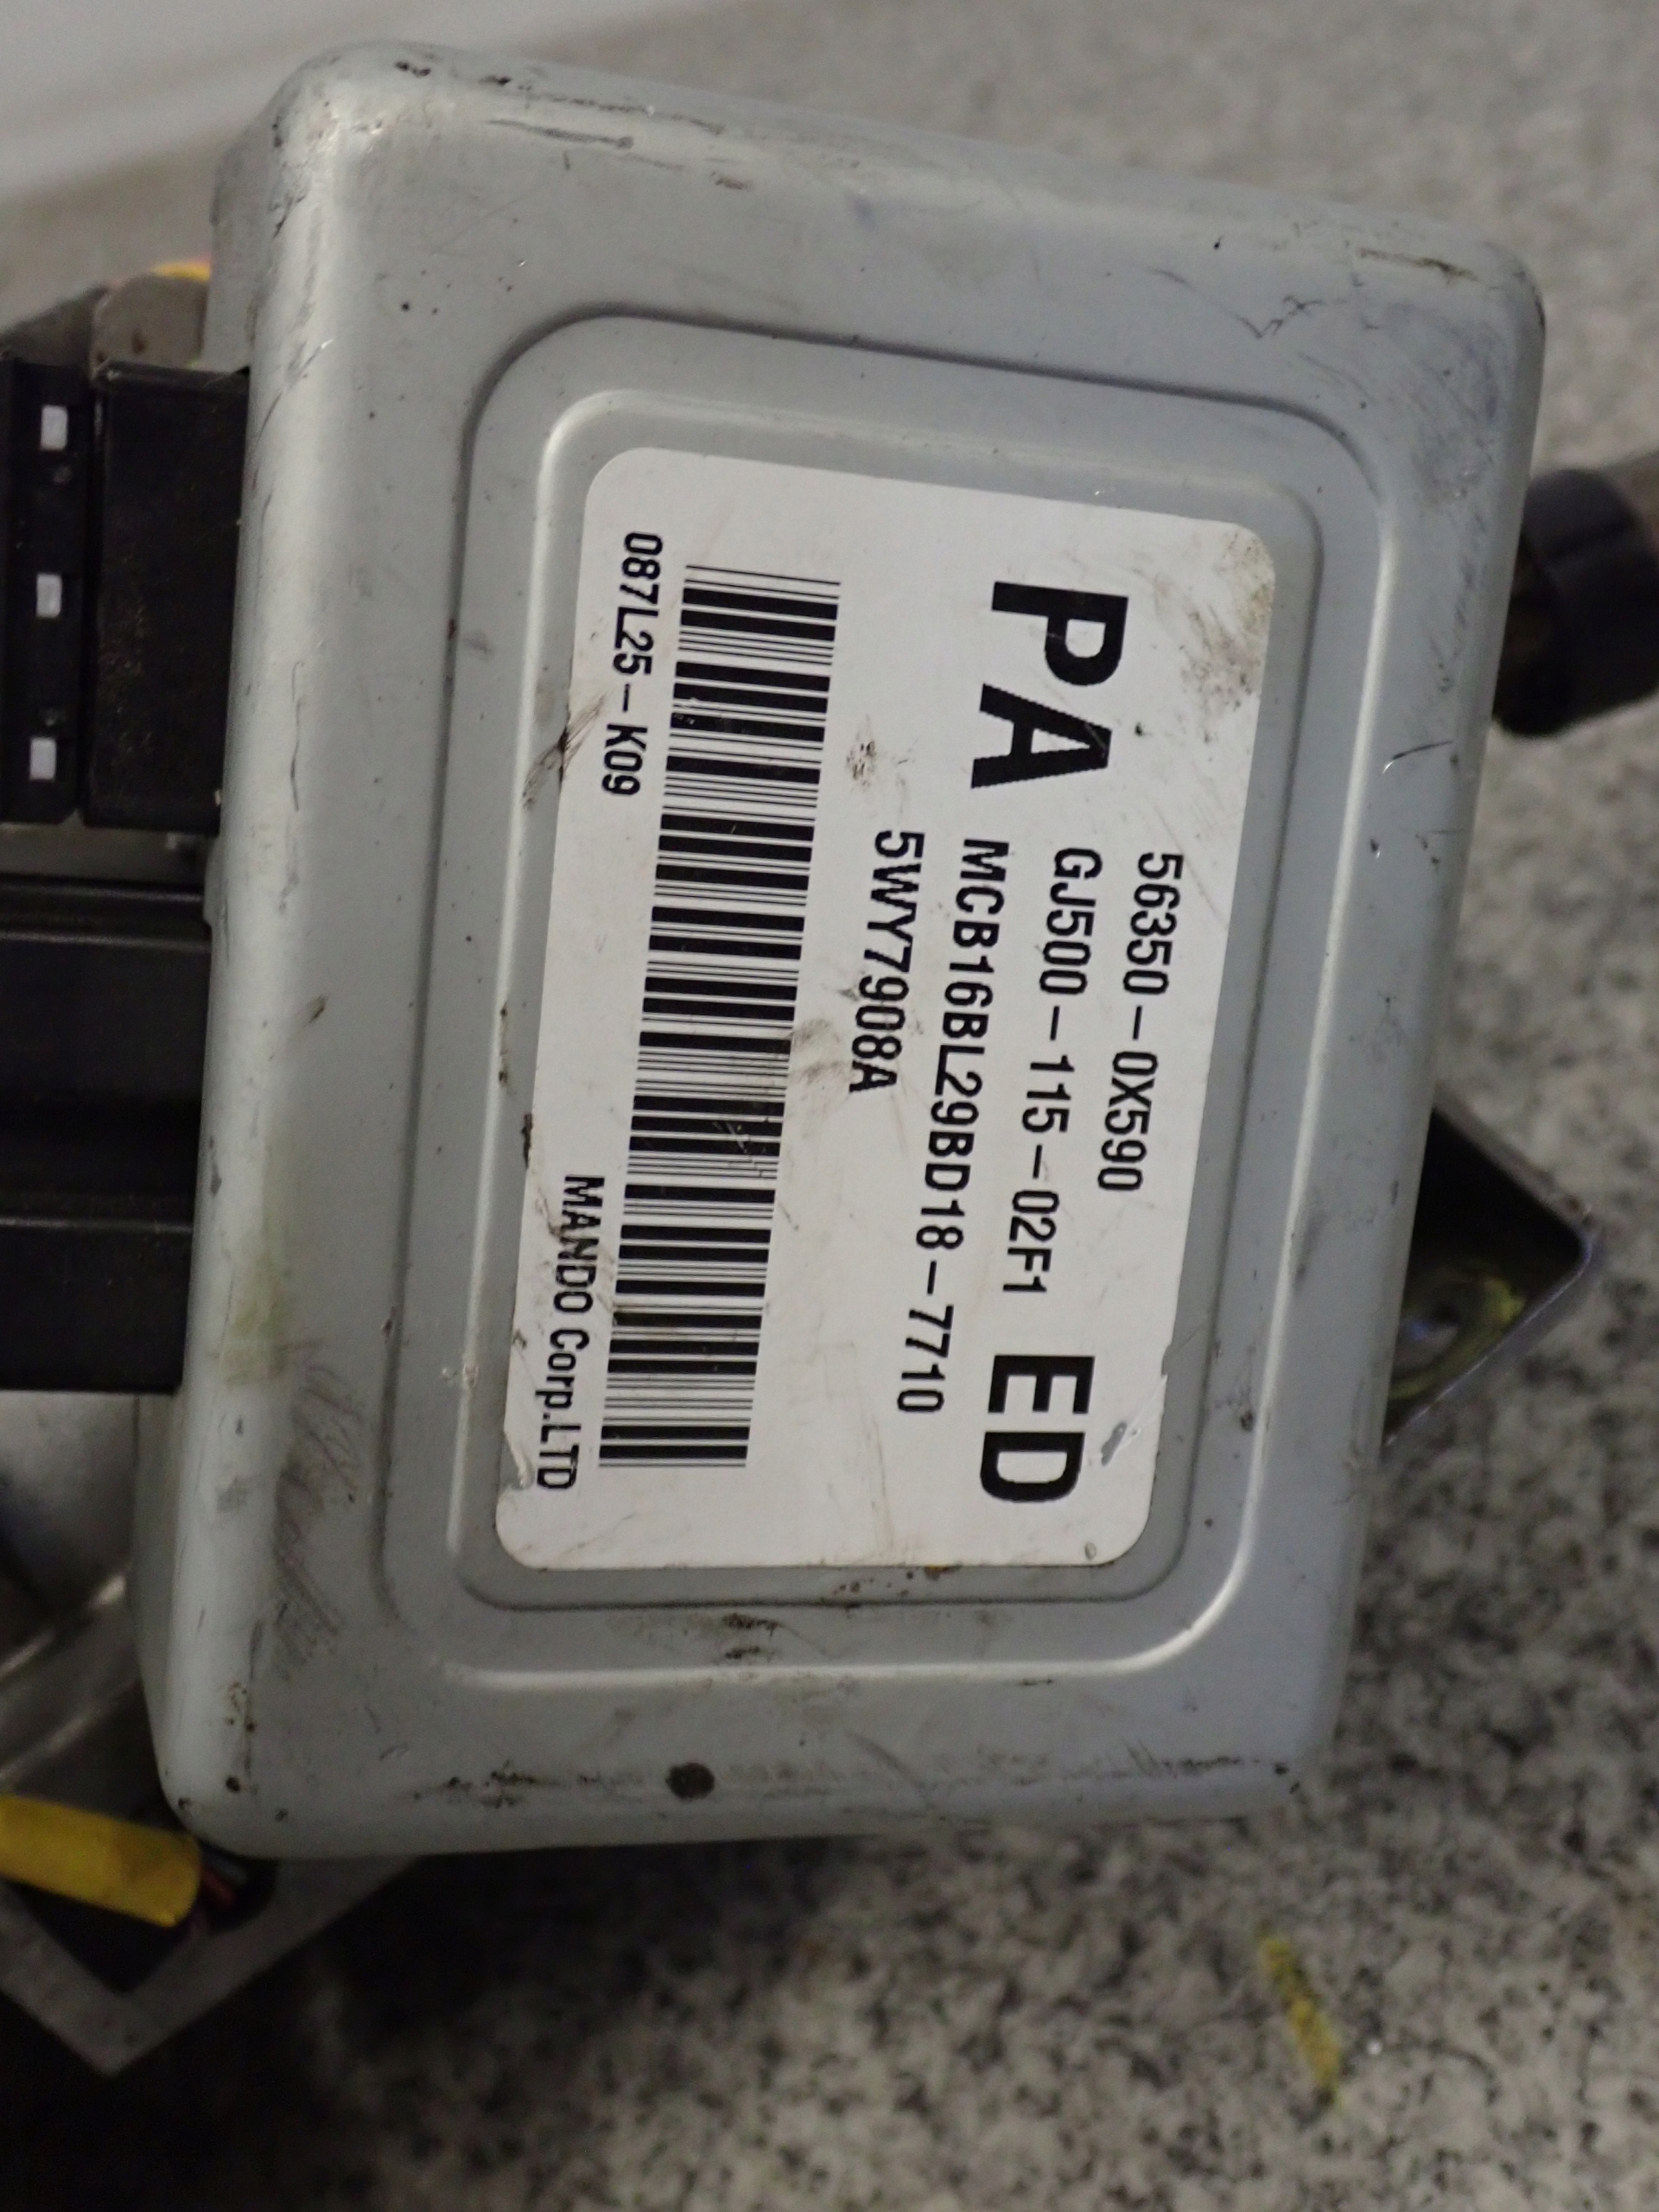 PA 56350-0X590 ED
GJ500-115-02F1
MCB16BL29BD18-7710
5WY7908A
087L25-K09 MANDO Corp.LTD